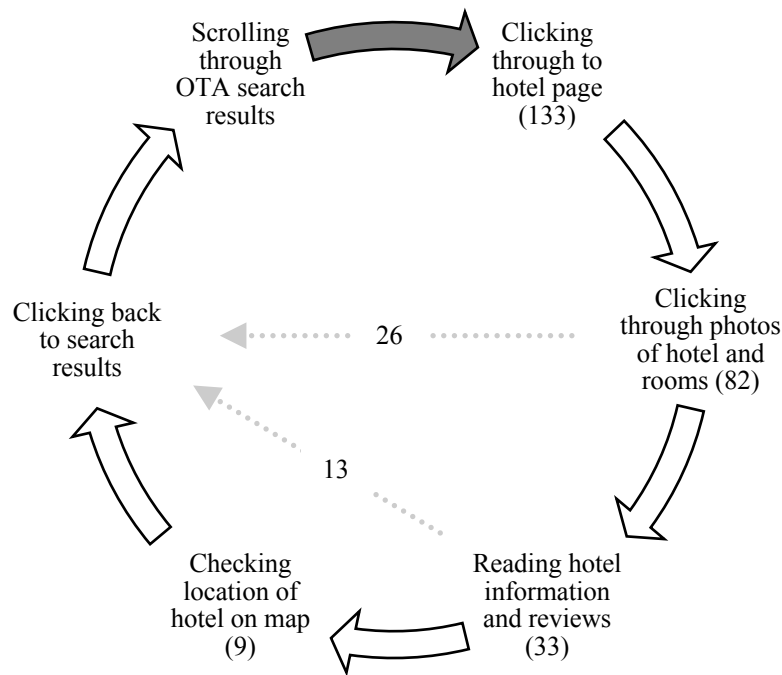 Scrolling
through
OTA search
results
Clicking
through to
hotel page
(133)
Clicking
through photos
of hotel and
rooms (82)
Reading hotel
information
and reviews
(33)
Checking
location of
hotel on map
(9)
Clicking back
to search
results
26
13